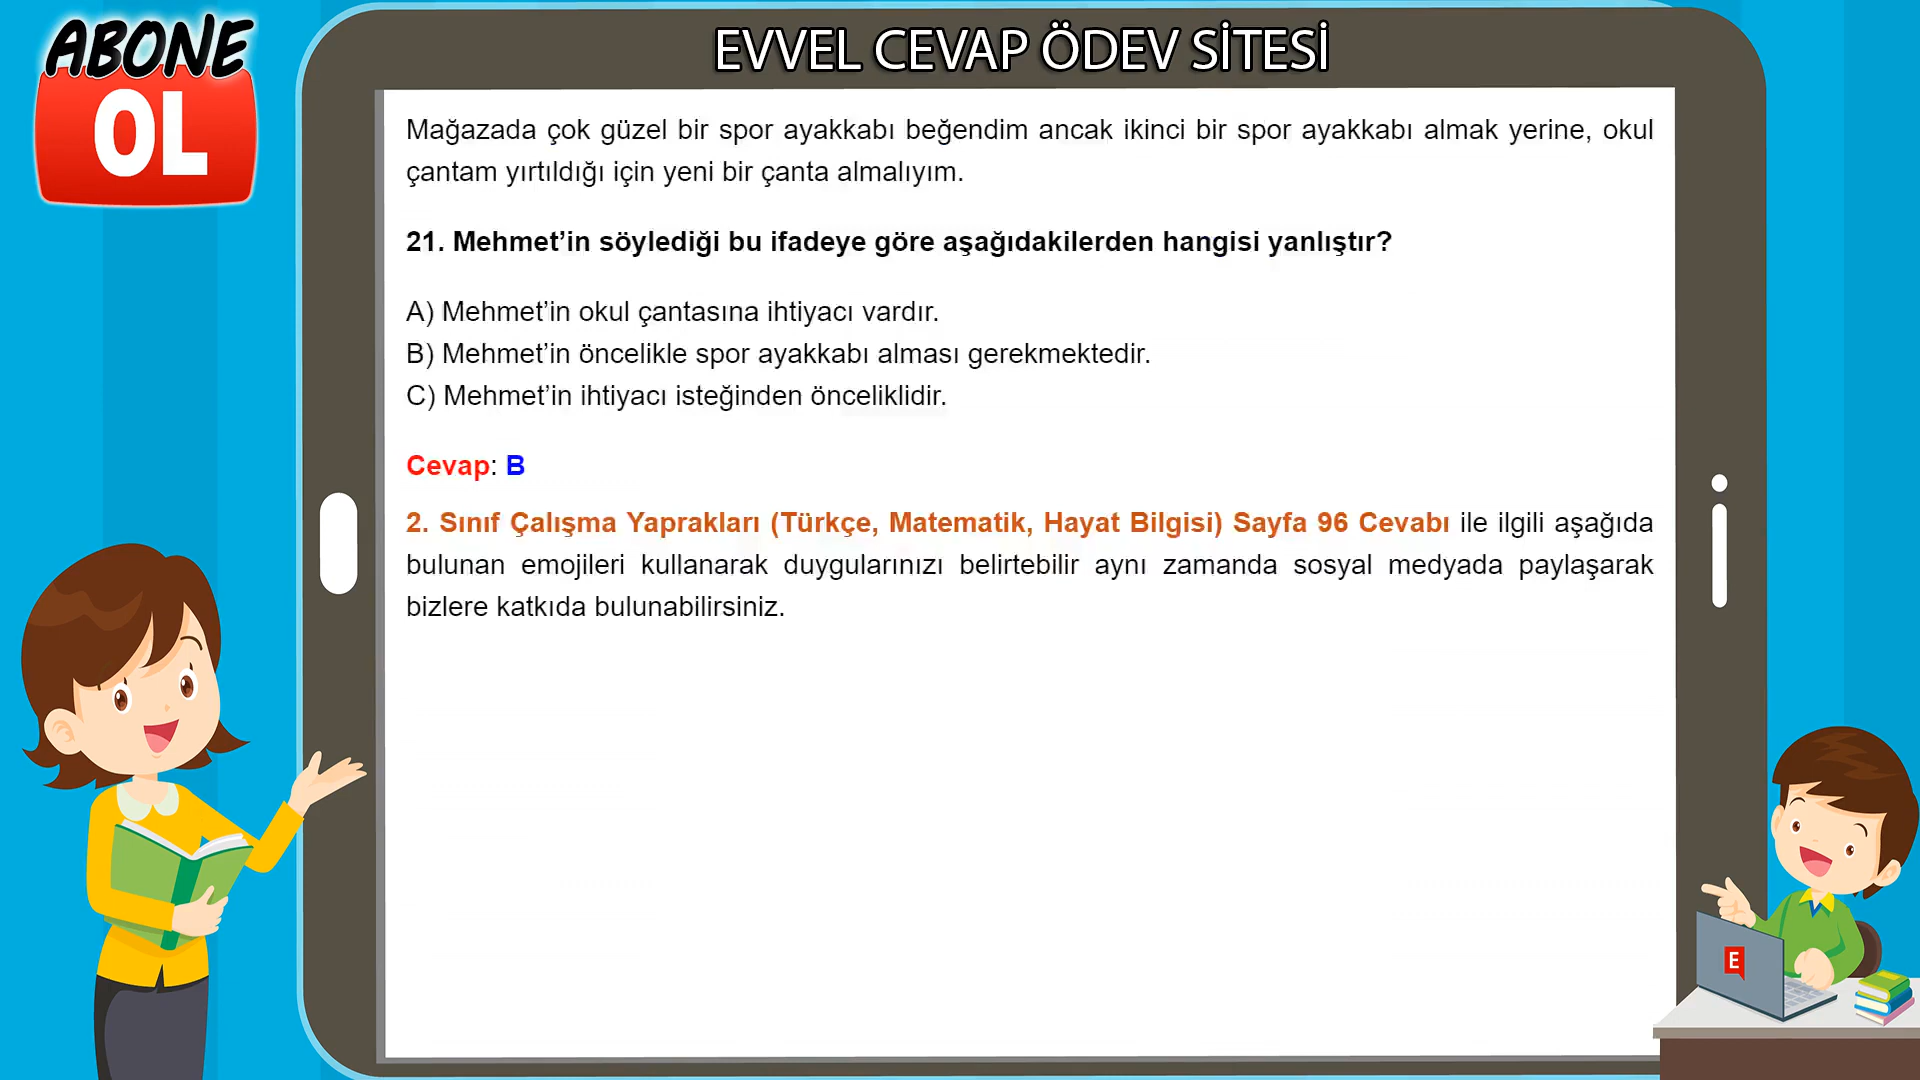 ABONE
OL
EVVEL CEVAP ÖDEV SİTESİ
Mağazada çok güzel bir spor ayakkabı beğendim ancak ikinci bir spor ayakkabı almak yerine, okul
çantam yırtıldığı için yeni bir çanta almalıyım.
21. Mehmet’in söylediği bu ifadeye göre aşağıdakilerden hangisi yanlıştır?
A) Mehmet’in okul çantasına ihtiyacı vardır.
B) Mehmet’in öncelikle spor ayakkabı alması gerekmektedir.
C) Mehmet’in ihtiyacı isteğinden önceliklidir.
Cevap: B
2. Sınıf Çalışma Yaprakları (Türkçe, Matematik, Hayat Bilgisi) Sayfa 96 Cevabı ile ilgili aşağıda
bulunan emojileri kullanarak duygularınızı belirtebilir aynı zamanda sosyal medyada paylaşarak
bizlere katkıda bulunabilirsiniz.
E